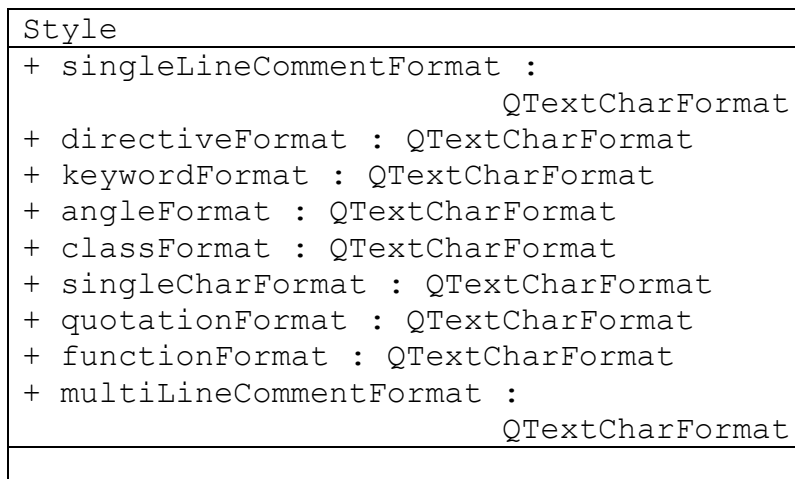 Style
+ singleLineCommentFormat :
QTextCharFormat
+ directiveFormat : QTextCharFormat
+ keywordFormat : QTextCharFormat
+ angleFormat : QTextCharFormat
+ classFormat : QTextCharFormat
+ singleCharFormat : QTextCharFormat
+ quotationFormat : QTextCharFormat
+ functionFormat : QTextCharFormat
+ multiLineCommentFormat :
QTextCharFormat